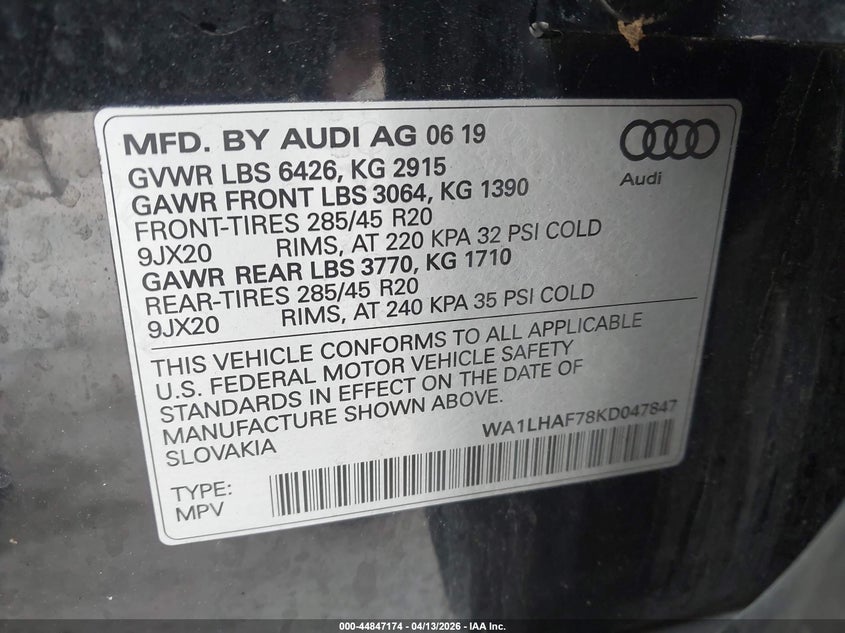 MFD. BY AUDI AG 06 19
GVWR LBS 6426, KG 2915
GAWR FRONT LBS 3064, KG 1390
FRONT-TIRES 285/45 R20
9JX20 RIMS, AT 220 KPA 32 PSI COLD
GAWR REAR LBS 3770, KG 1710
REAR-TIRES 285/45 R20
9JX20 RIMS, AT 240 KPA 35 PSI COLD
Audi
THIS VEHICLE CONFORMS TO ALL APPLICABLE
U.S. FEDERAL MOTOR VEHICLE SAFETY
STANDARDS IN EFFECT ON THE DATE OF
MANUFACTURE SHOWN ABOVE.
SLOVAKIA
WA1LHAF78KD047847
TYPE:
MPV
000-44847174 - 04/13/2026 - IAA Inc.